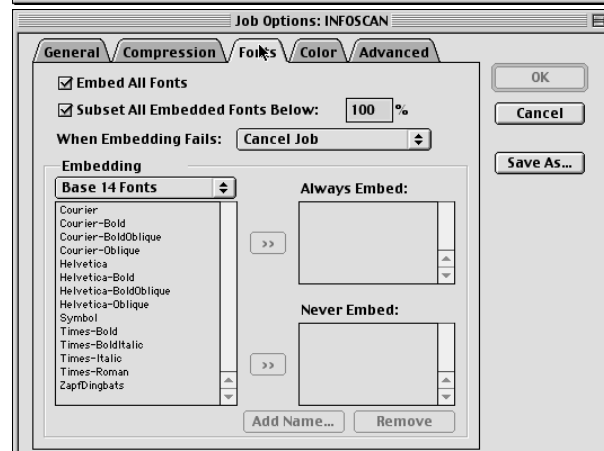 Job Options: INFOSCAN
General Compression Fonts Color Advanced
Embed All Fonts
Subset All Embedded Fonts Below: 100 %
When Embedding Fails: Cancel Job
OK
Cancel
Save As...
Embedding
Base 14 Fonts
Courier
Courier-Bold
Courier-BoldOblique
Courier-Oblique
Helvetica
Helvetica-Bold
Helvetica-BoldOblique
Helvetica-Oblique
Symbol
Times-Bold
Times-BoldItalic
Times-Italic
Times-Roman
ZapfDingbats
>>
>>
Always Embed:
Never Embed:
Add Name... Remove